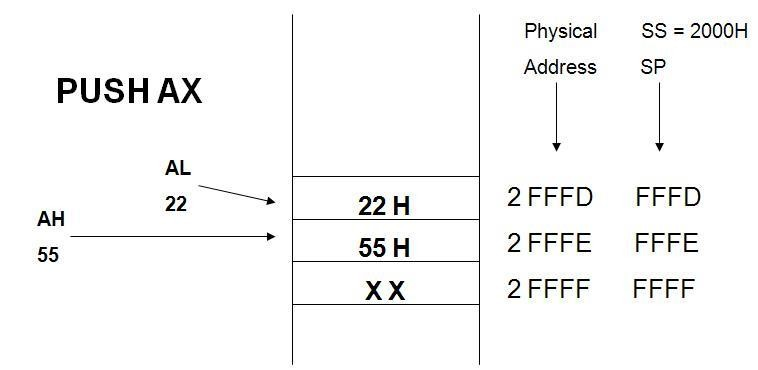 Physical SS = 2000H
Address SP
PUSH AX
AL
22
AH
55
22 H 2 FFFD FFFD
55 H 2 FFFE FFFE
X X 2 FFFF FFFF